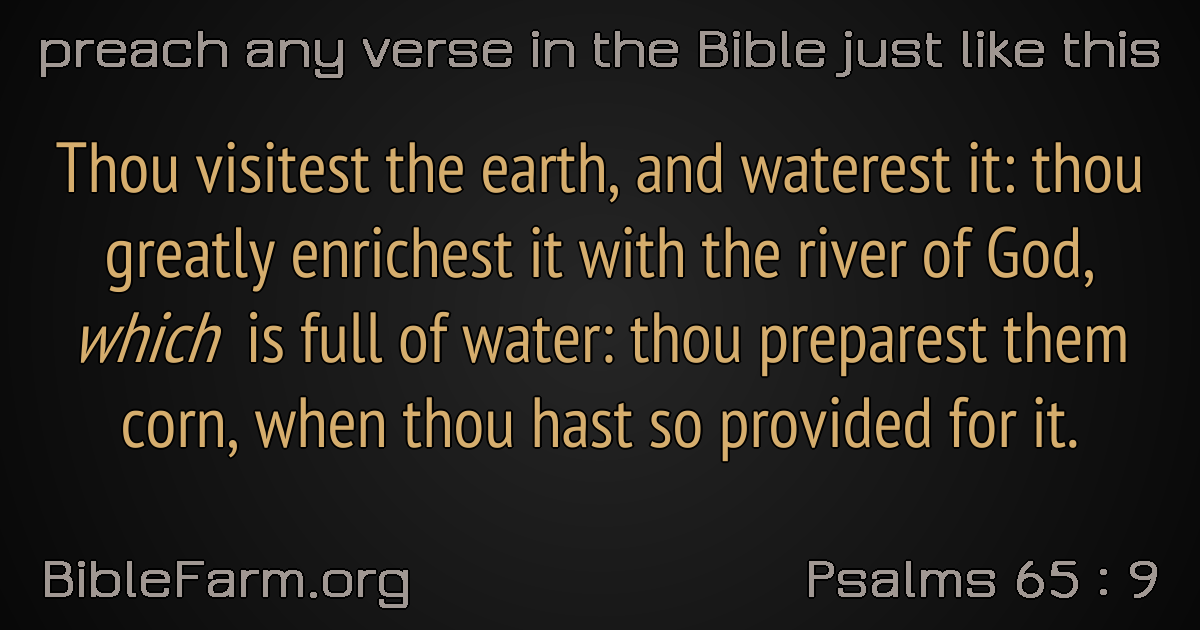 preach any verse in the Bible just like this
Thou visitest the earth, and waterest it: thou
greatly enrichest it with the river of God,
which is full of water: thou preparest them
corn, when thou hast so provided for it.
BibleFarm.org
Psalms 65 : 9